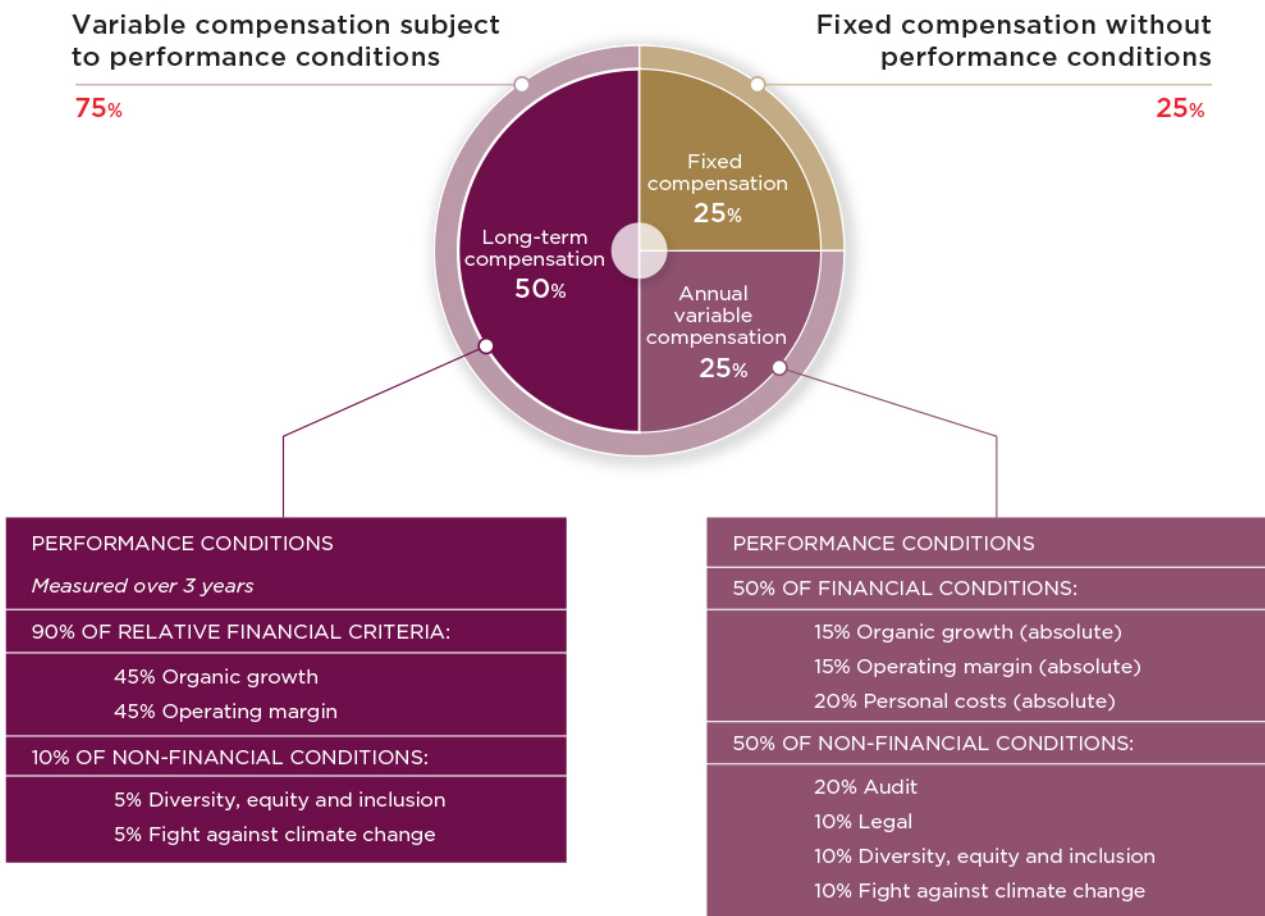 Variable compensation subject
to performance conditions
75%
Fixed compensation without
performance conditions
25%
Fixed
compensation
25%
Long-term
compensation
50%
Annual
variable
compensation
25%
PERFORMANCE CONDITIONS
Measured over 3 years
90% OF RELATIVE FINANCIAL CRITERIA:
45% Organic growth
45% Operating margin
10% OF NON-FINANCIAL CONDITIONS:
5% Diversity, equity and inclusion
5% Fight against climate change
PERFORMANCE CONDITIONS
50% OF FINANCIAL CONDITIONS:
15% Organic growth (absolute)
15% Operating margin (absolute)
20% Personal costs (absolute)
50% OF NON-FINANCIAL CONDITIONS:
20% Audit
10% Legal
10% Diversity, equity and inclusion
10% Fight against climate change